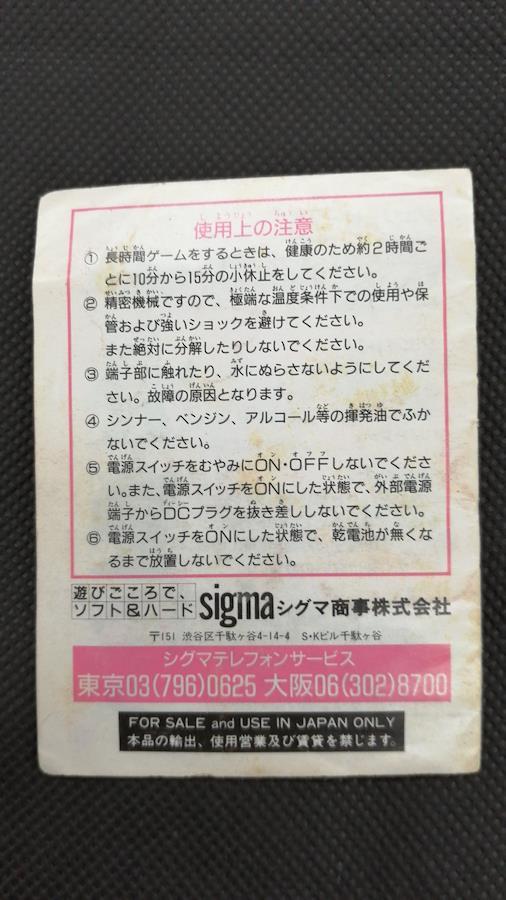 使用上の注意
① 長時間ゲームをするときは、健康のため約2時間ご
とに10分から15分の小休止をしてください。
② 精密機械ですので、極端な温度条件下での使用や保
管および強いショックを避けてください。
また絶対に分解したりしないでください。
③ 端子部に触れたり、水にぬらさないようにしてくだ
さい。故障の原因となります。
④ シンナー、ベンジン、アルコール等の揮発油でふか
ないでください。
⑤ 電源スイッチをむやみにON・OFFしないでくださ
い。また、電源スイッチをONにした状態で、外部電源
端子からDCプラグを抜き差ししないでください。
⑥ 電源スイッチをONにした状態で、乾電池が無くな
るまで放置しないでください。
遊びごころで、
ソフト&ハード
sigma シグマ商事株式会社
〒151 渋谷区千駄ヶ谷4-14-4 S・Kビル千駄ヶ谷
シグマテレフォンサービス
東京03(796)0625 大阪06(302)8700
FOR SALE and USE IN JAPAN ONLY
本品の輸出、使用営業及び賃貸を禁じます。